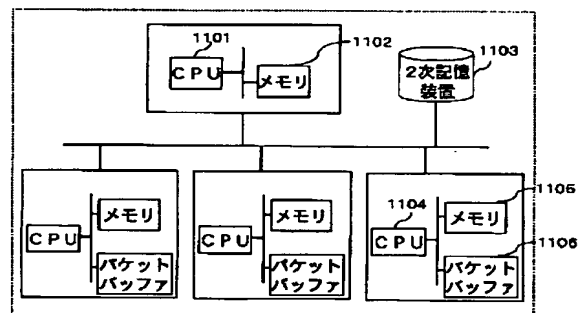 1101
1102
1103
CPU
メモリ
2次記憶
装置
1104
1105
メモリ
メモリ
メモリ
CPU
CPU
CPU
1106
パケット
バッファ
パケット
バッファ
パケット
バッファ